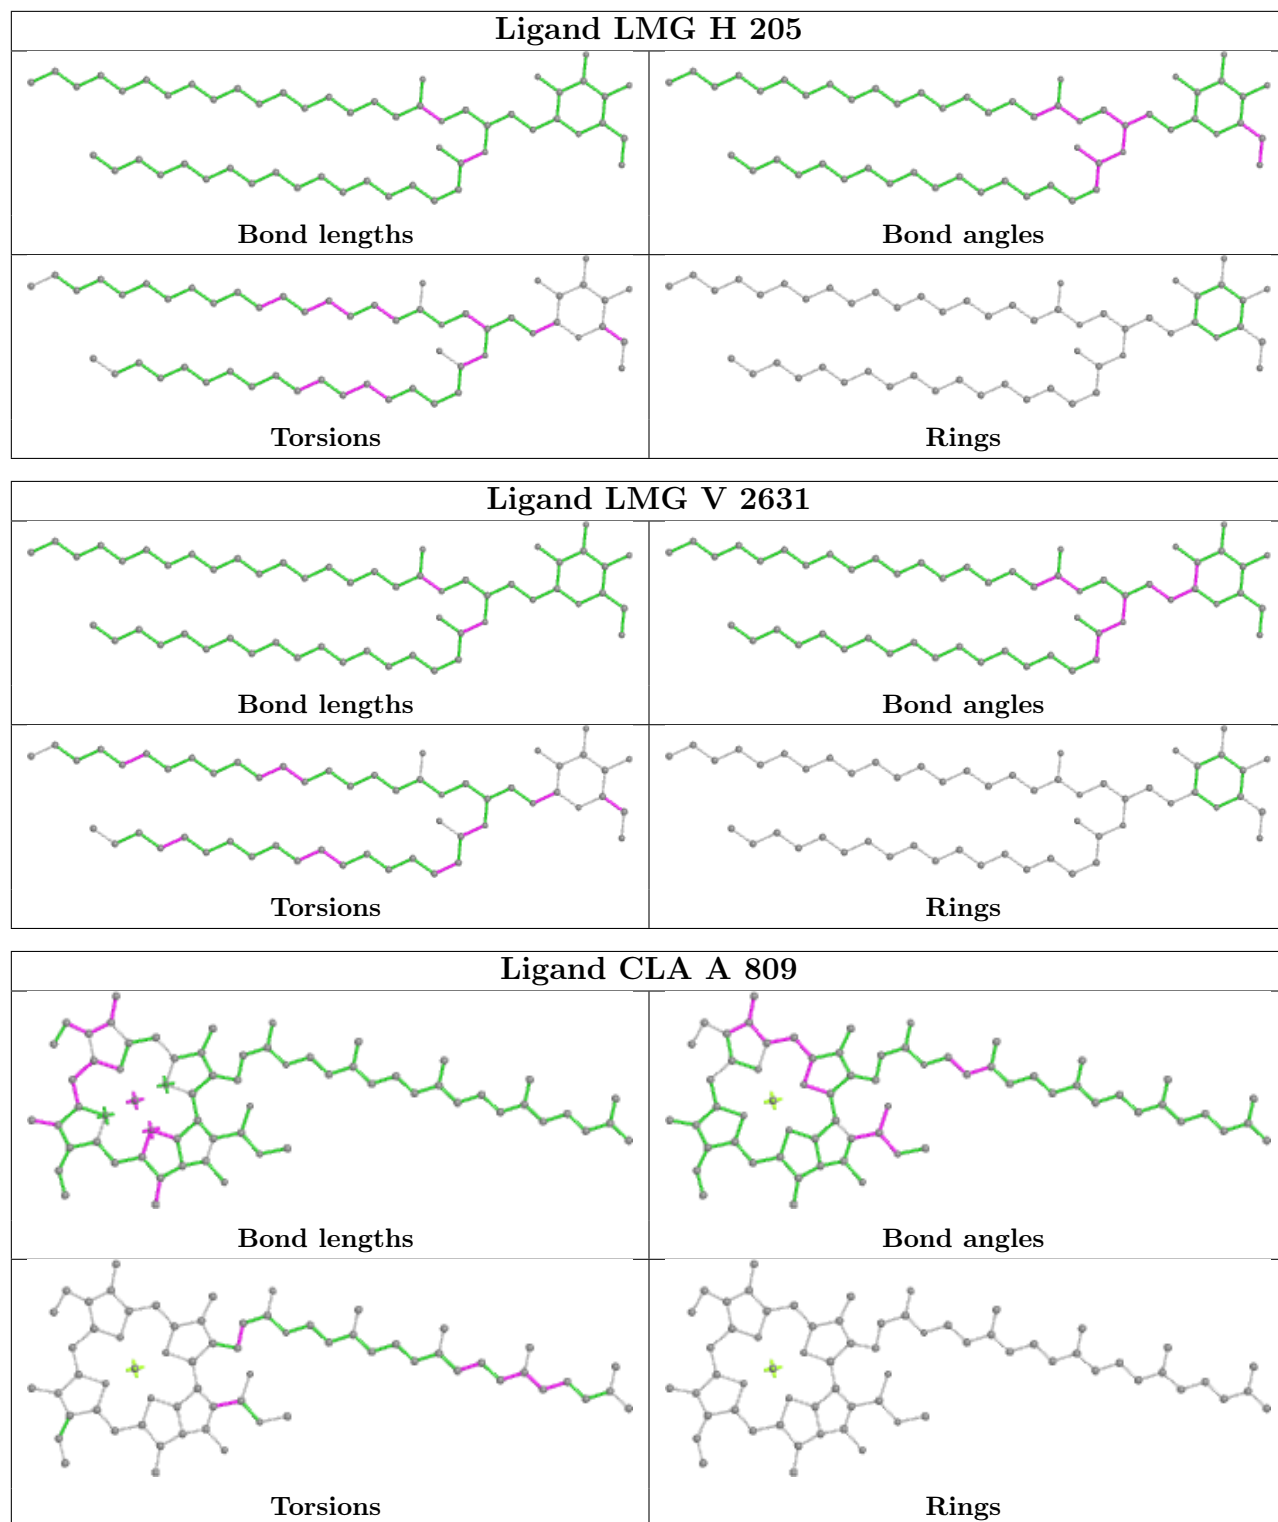 Ligand LMG H 205
Bond lengths
Bond angles
Torsions
Rings
Ligand LMG V 2631
Bond lengths
Bond angles
Torsions
Rings
Ligand CLA A 809
Bond lengths
Bond angles
Torsions
Rings